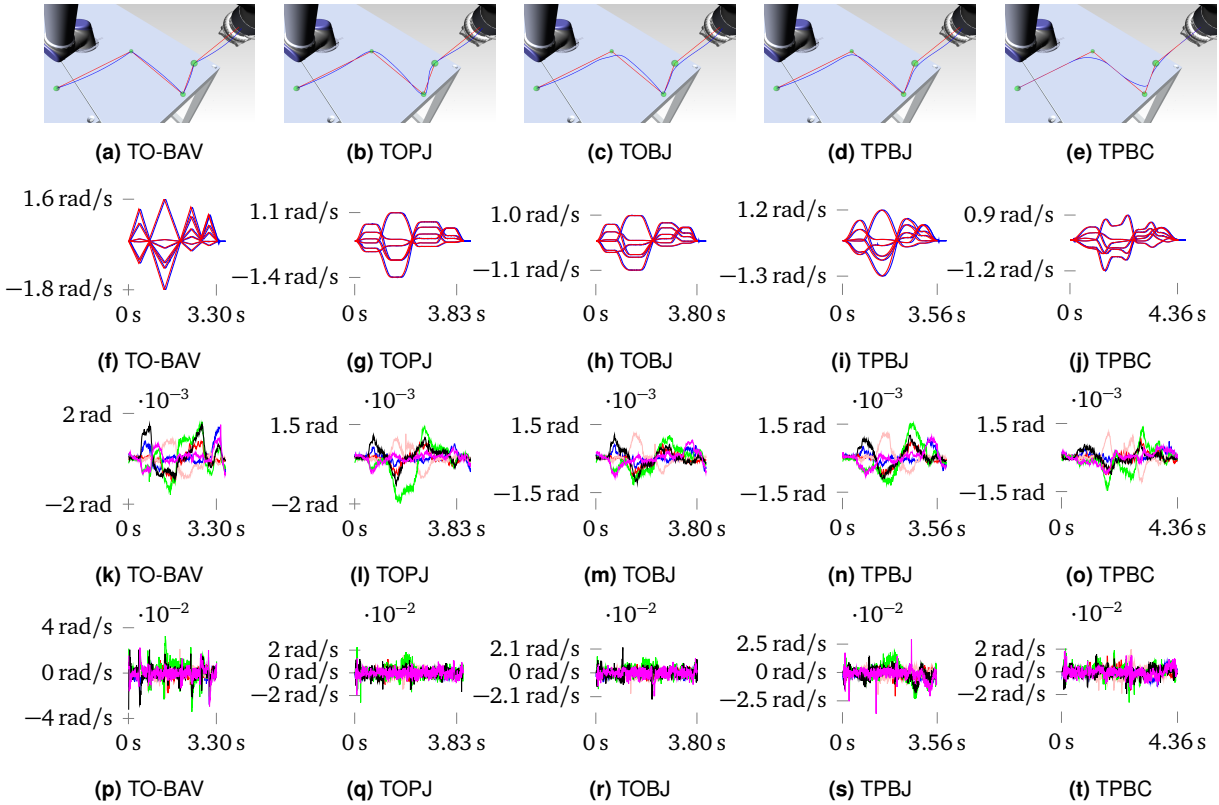 (a) TO-BAV
(b) TOPJ
(c) TOBJ
(d) TPBJ
(e) TPBC
1.6 rad/s
−1.8 rad/s
0 s
3.30 s
1.1 rad/s
−1.4 rad/s
0 s
3.83 s
1.0 rad/s
−1.1 rad/s
0 s
3.80 s
1.2 rad/s
−1.3 rad/s
0 s
3.56 s
0.9 rad/s
−1.2 rad/s
0 s
4.36 s
(f) TO-BAV
(g) TOPJ
(h) TOBJ
(i) TPBJ
(j) TPBC
·10−3
2 rad
−2 rad
0 s
3.30 s
·10−3
1.5 rad
−2 rad
0 s
3.83 s
·10−3
1.5 rad
−1.5 rad
0 s
3.80 s
·10−3
1.5 rad
−1.5 rad
0 s
3.56 s
·10−3
1.5 rad
−1.5 rad
0 s
4.36 s
(k) TO-BAV
(l) TOPJ
(m) TOBJ
(n) TPBJ
(o) TPBC
·10−2
4 rad/s
0 rad/s
−4 rad/s
0 s
3.30 s
·10−2
2 rad/s
0 rad/s
−2 rad/s
0 s
3.83 s
·10−2
2.1 rad/s
0 rad/s
−2.1 rad/s
0 s
3.80 s
·10−2
2.5 rad/s
0 rad/s
−2.5 rad/s
0 s
3.56 s
·10−2
2 rad/s
0 rad/s
−2 rad/s
0 s
4.36 s
(p) TO-BAV
(q) TOPJ
(r) TOBJ
(s) TPBJ
(t) TPBC